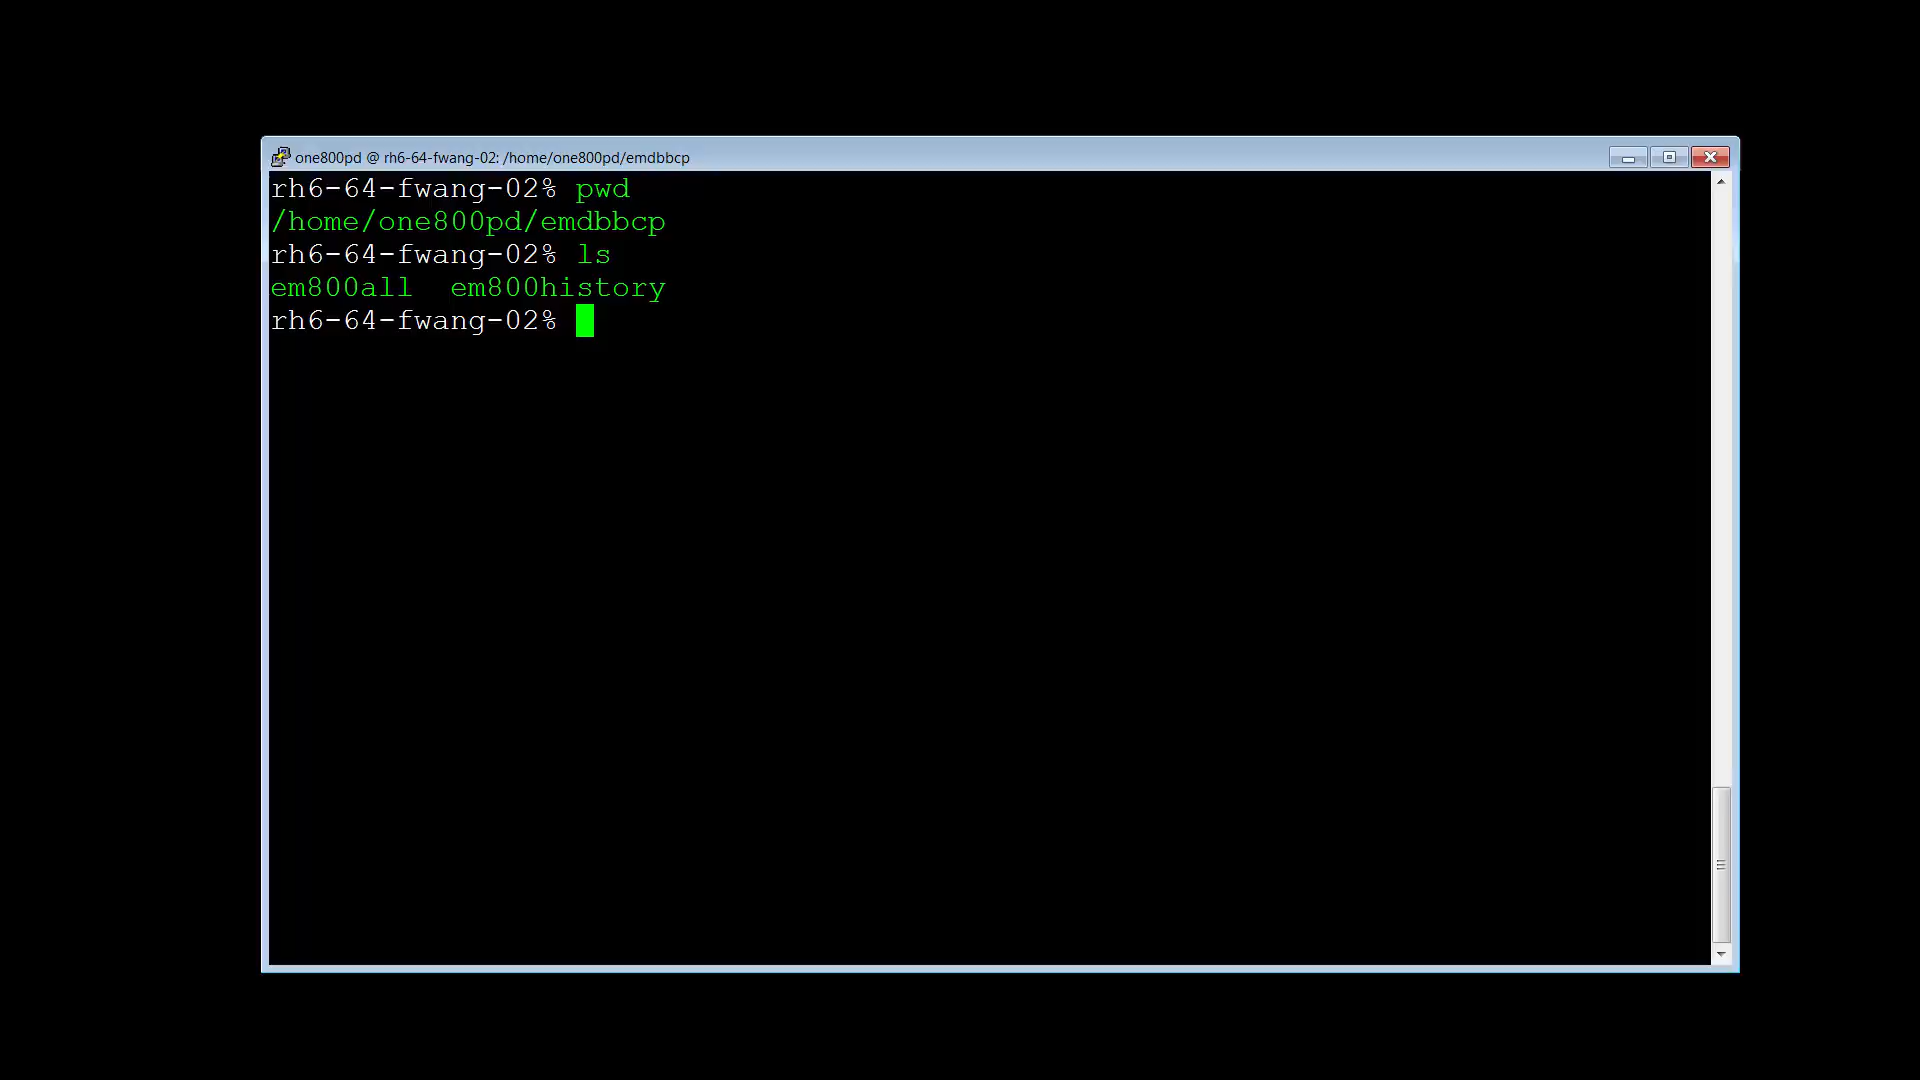 one800pd @ rh6-64-fwang-02: /home/one800pd/emdbbcp
rh6-64-fwang-02% pwd
/home/one800pd/emdbbcp
rh6-64-fwang-02% ls
em800all  em800history
rh6-64-fwang-02%